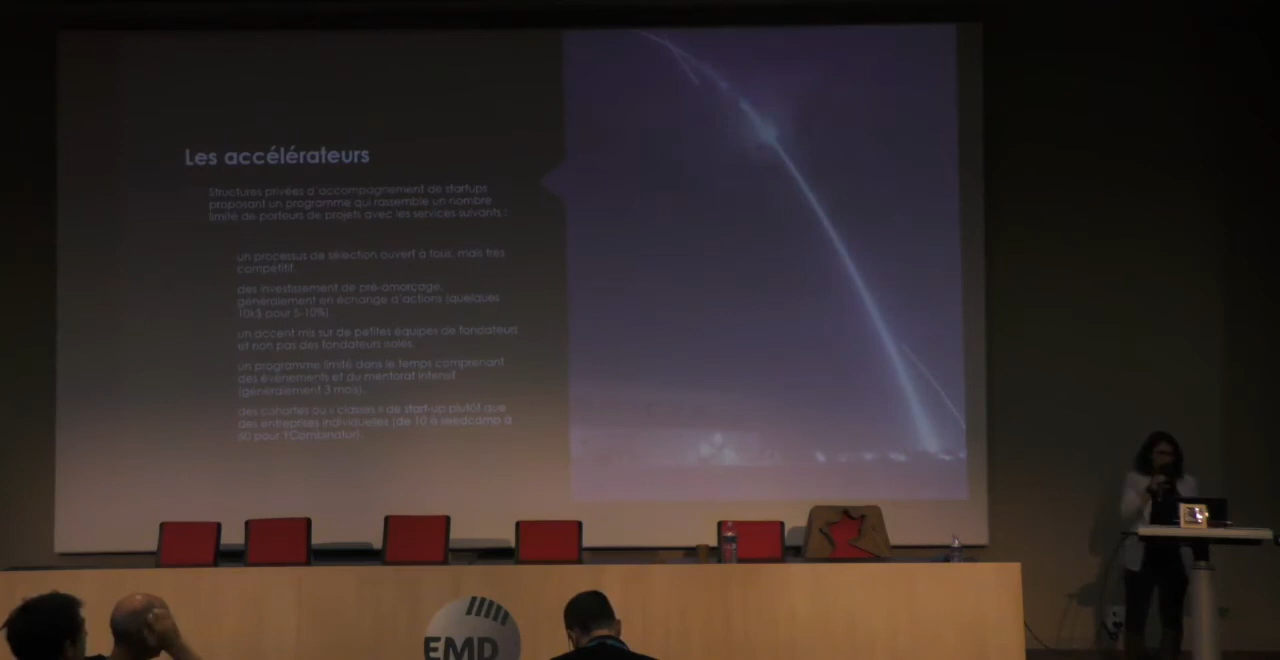 Les accélérateurs
Structures privées d'accompagnement de startups
proposant un programme qui rassemble un nombre
limité de porteurs de projets avec les services suivants :
un processus de sélection ouvert à tous, mais très
compétitif.
des investissement de pré-amorçage,
généralement en échange d'actions (quelques
10k$ pour 5-10%).
un accent mis sur de petites équipes de fondateurs
et non pas des fondateurs isolés.
un programme limité dans le temps comprenant
des événements et du mentorat intensif
(généralement 3 mois).
des cohortes ou « classes » de start-up plutôt que
des entreprises individuelles (de 10 à seedcamp à
60 pour YCombinator).
EMD